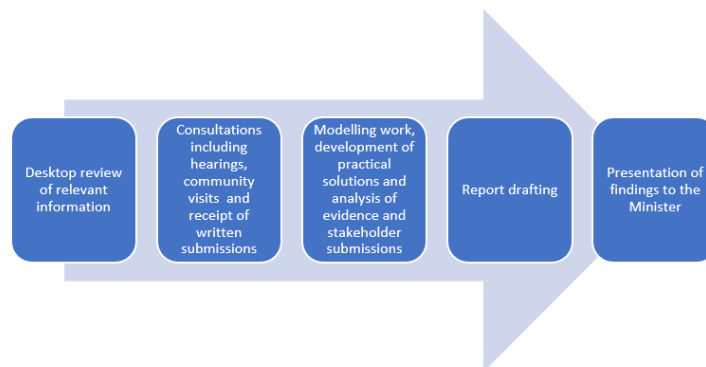 Desktop review
of relevant
information
Consultations
including
hearings,
community
visits and
receipt of
written
submissions
Modelling work,
development of
practical
solutions and
analysis of
evidence and
stakeholder
submissions
Report drafting
Presentation of
findings to the
Minister